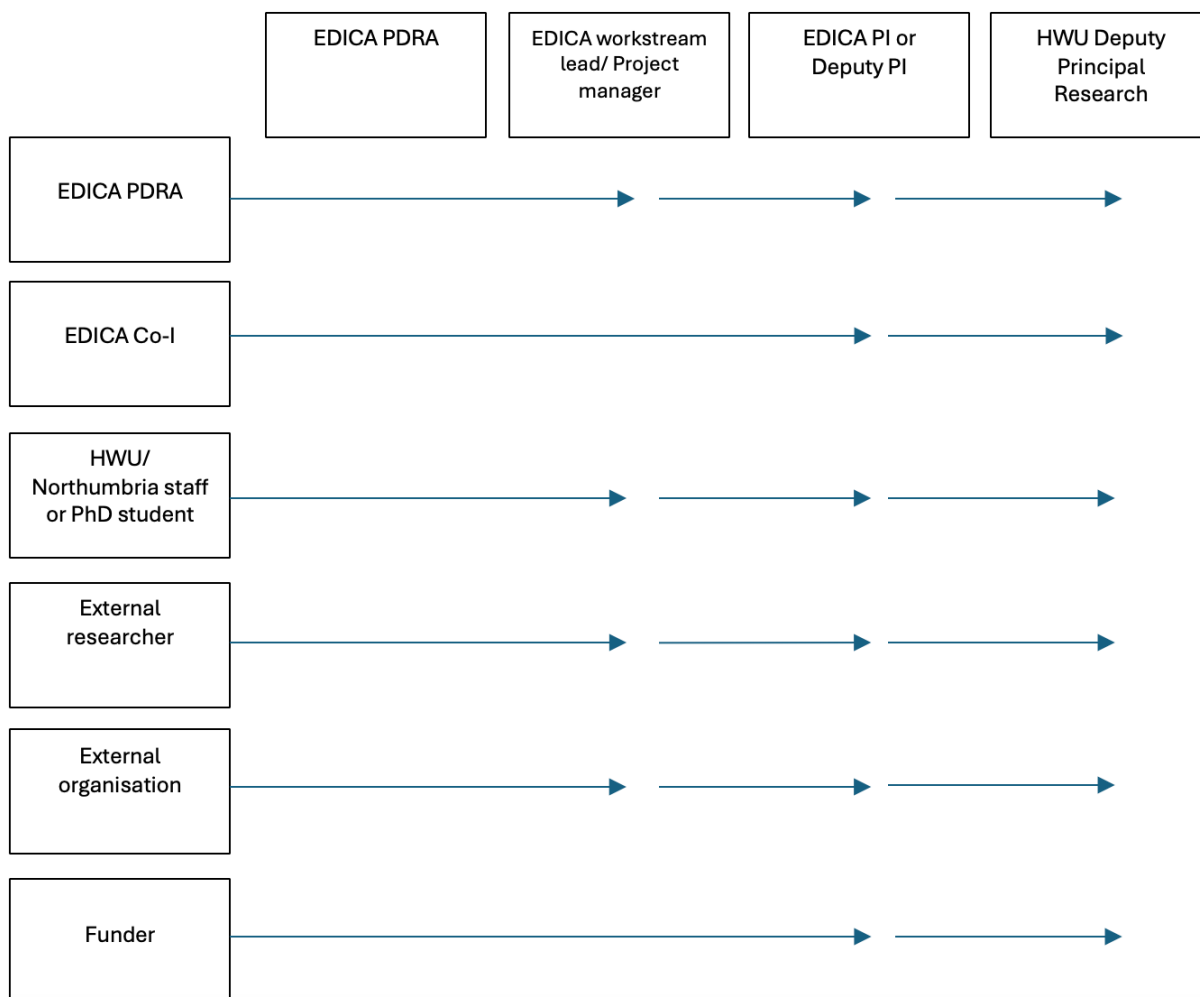 EDICA PDRA
EDICA workstream
lead/ Project
manager
EDICA PI or
Deputy PI
HWU Deputy
Principal
Research
EDICA PDRA
EDICA Co-I
HWU/
Northumbria staff
or PhD student
External
researcher
External
organisation
Funder